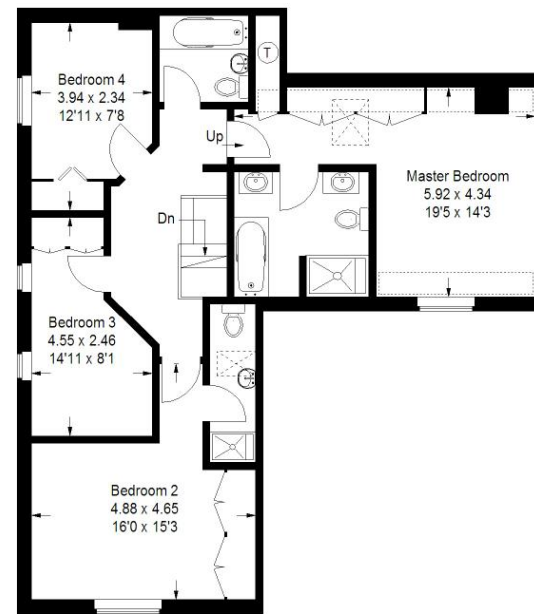 Bedroom 4
3.94 x 2.34
12'11 x 7'8
T
Up
Master Bedroom
5.92 x 4.34
19'5 x 14'3
Dn
Bedroom 3
4.55 x 2.46
14'11 x 8'1
Bedroom 2
4.88 x 4.65
16'0 x 15'3